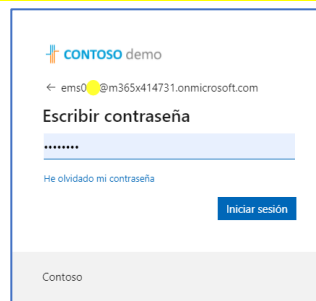 CONTOSO demo
← ems0 @m365x414731.onmicrosoft.com
Escribir contraseña
••••••••
He olvidado mi contraseña
Iniciar sesión
Contoso